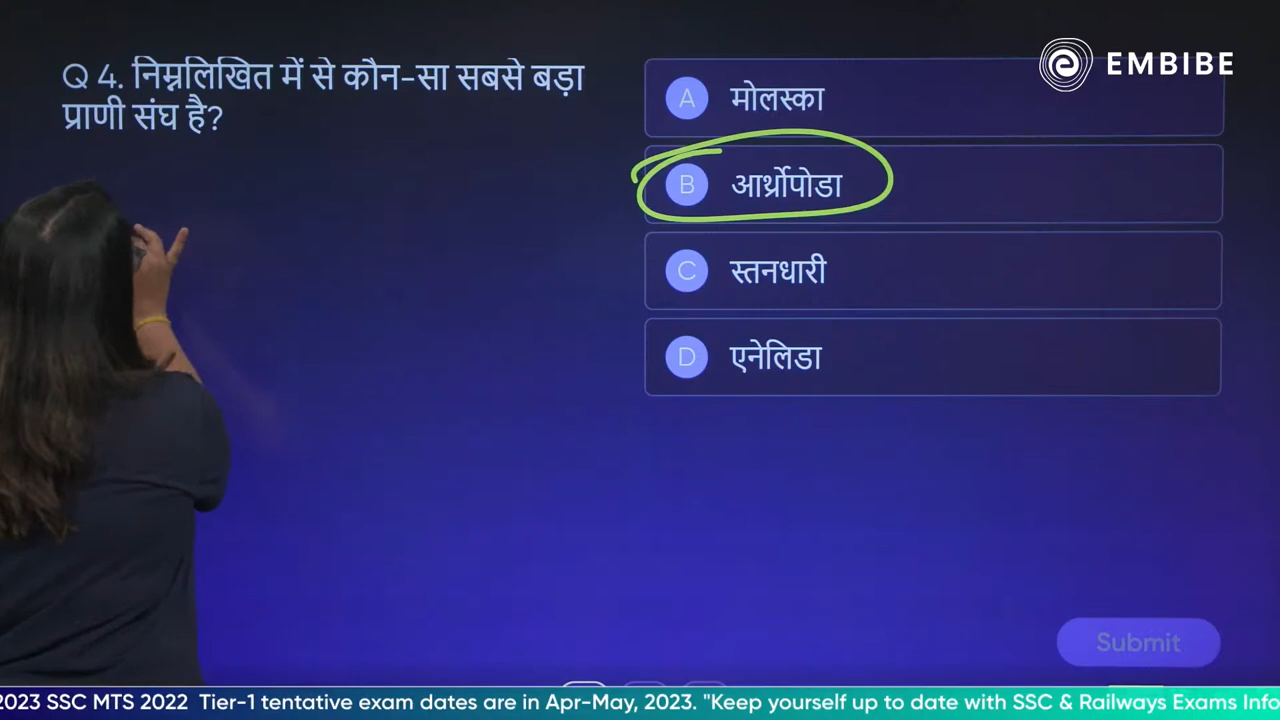 EMBIBE
Q 4. निम्नलिखित में से कौन-सा सबसे बड़ा
प्राणी संघ है?
A मोलस्का
B आर्थ्रोपोडा
C स्तनधारी
D एनेलिडा
Submit
2023 SSC MTS 2022 Tier-1 tentative exam dates are in Apr-May, 2023. "Keep yourself up to date with SSC & Railways Exams Info